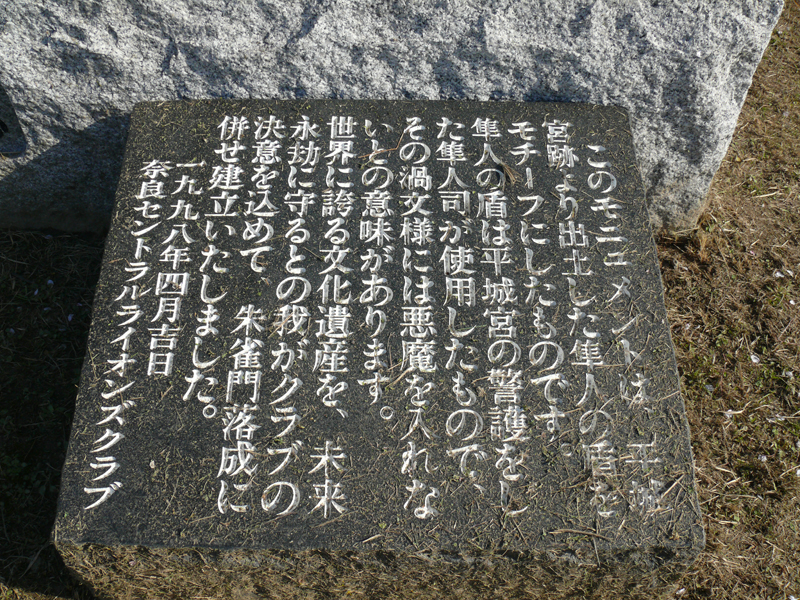 このモニュメントは、平城
宮跡より出土した隼人の盾を
モチーフにしたものです。
隼人の盾は平城宮の警護をし
た隼人司が使用したもので、
その渦文様には悪魔を入れな
いとの意味があります。
世界に誇る文化遺産を、未来
永劫に守るとの我がクラブの
決意を込めて、朱雀門落成に
併せ建立いたしました。
一九九八年四月吉日
奈良セントラルライオンズクラブ